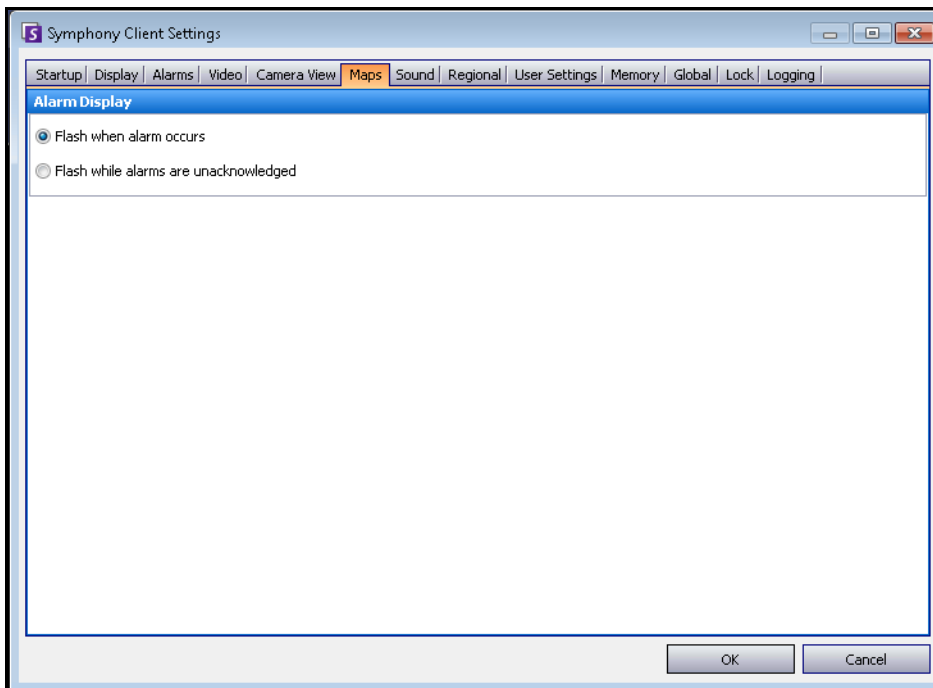 Symphony Client Settings
Startup Display Alarms Video Camera View Maps Sound Regional User Settings Memory Global Lock Logging
Alarm Display
Flash when alarm occurs
Flash while alarms are unacknowledged
OK Cancel